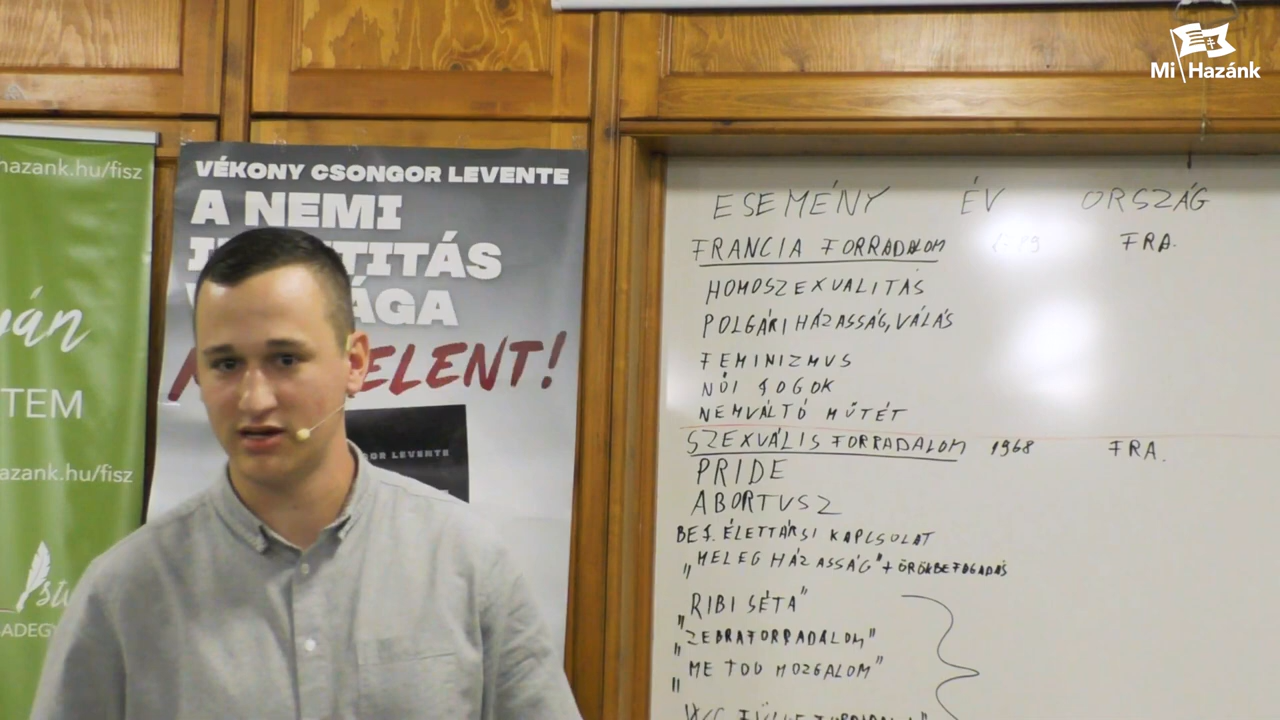 Mi Hazánk
hazank.hu/fisz
TEM
hazank.hu/fisz
VÉKONY CSONGOR LEVENTE
A NEMI
TITÁS
ÁGA
ELENT!
OR LEVENTE
ESEMÉNY ÉV ORSZÁG
FRANCIA FORRADALOM FRA.
HOMOSZEXUALITÁS
POLGÁRI HÁZASSÁG, VÁLÁS
FEMINIZMUS
NŐI JOGOK
NEMVÁLTÓ MŰTÉT
SZEXUÁLIS FORRADALOM 1968 FRA.
PRIDE
ABORTUSZ
BEJ. ÉLETTÁRSI KAPCSOLAT
„MELEG HÁZASSÁG" + ÖRÖKBEFOGADÁS
„RIBI SÉTA"
„ZEBRAFORRADALOM"
„ME TOO MOZGALOM"